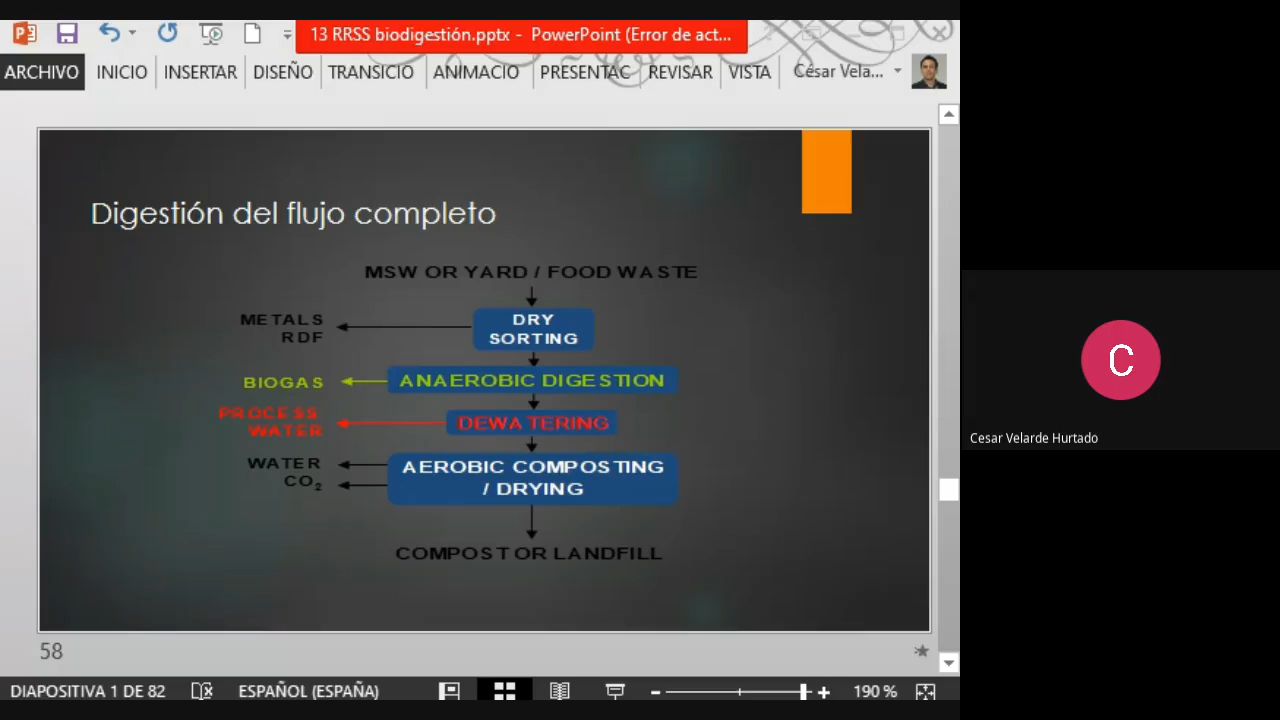 13 RRSS biodigestión.pptx - PowerPoint (Error de act...
ARCHIVO INICIO INSERTAR DISEÑO TRANSICIO ANIMACIO PRESENTAC REVISAR VISTA César Vela...
Digestión del flujo completo
MSW OR YARD / FOOD WASTE
DRY
SORTING
METALS
RDF
ANAEROBIC DIGESTION
BIOGAS
DEWATERING
PROCESS
WATER
AEROBIC COMPOSTING
/ DRYING
WATER
CO₂
COMPOST OR LANDFILL
58
DIAPOSITIVA 1 DE 82 ESPAÑOL (ESPAÑA) 190 %
C
Cesar Velarde Hurtado